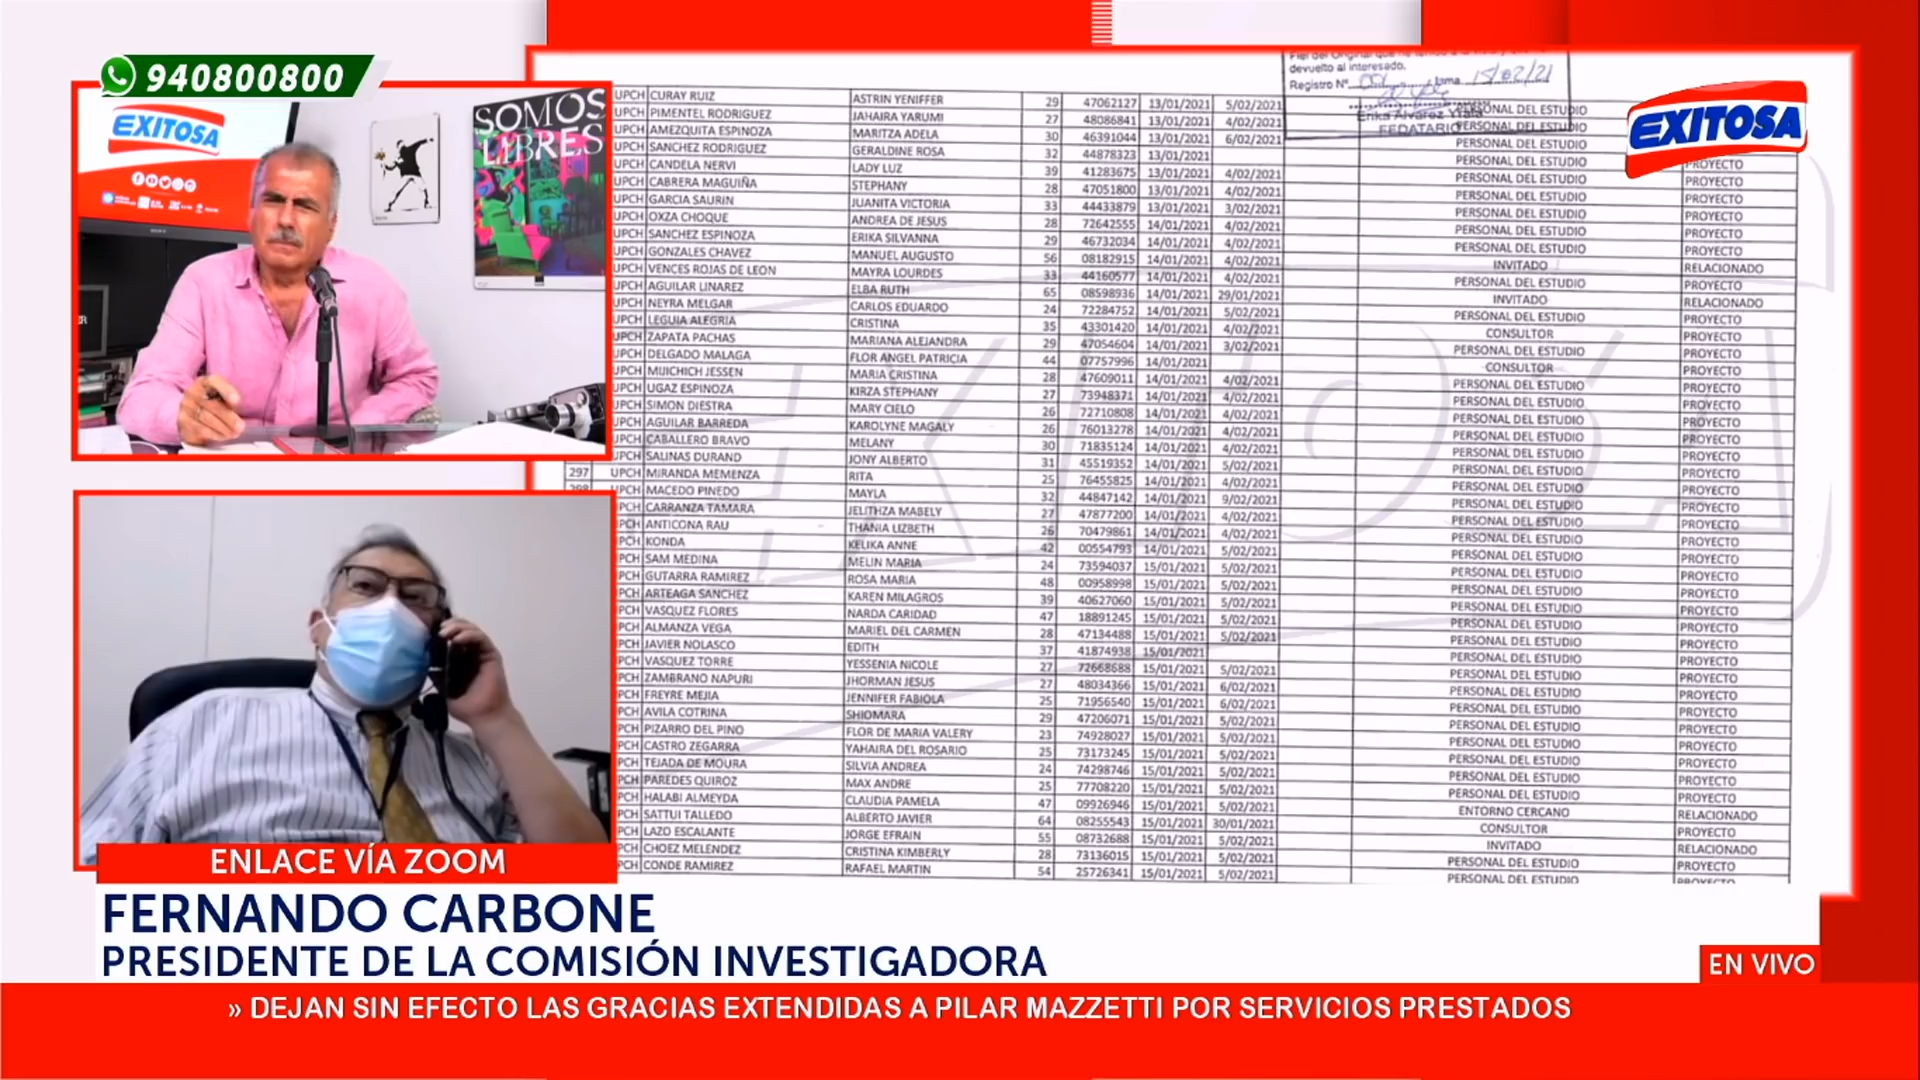 940800800
EXITOSA
SOMOS
LIBRES
Fiel del Original que
devuelto al interesado.
Registro Nº
Lima 15/02/21
FEDATARIO
EXITOSA
UPCH CURAY RUIZ ASTRIN YENIFFER 29 47062127 13/01/2021 5/02/2021 PERSONAL DEL ESTUDIO
UPCH PIMENTEL RODRIGUEZ JAHAIRA YARUMI 27 48086841 13/01/2021 4/02/2021 PERSONAL DEL ESTUDIO
UPCH AMEZQUITA ESPINOZA MARITZA ADELA 30 46391044 13/01/2021 6/02/2021 PERSONAL DEL ESTUDIO
UPCH SANCHEZ RODRIGUEZ GERALDINE ROSA 32 44878323 13/01/2021 PERSONAL DEL ESTUDIO PROYECTO
UPCH CANDELA NERVI LADY LUZ 39 41283675 13/01/2021 4/02/2021 PERSONAL DEL ESTUDIO PROYECTO
UPCH CABRERA MAGUIÑA STEPHANY 28 47051800 13/01/2021 4/02/2021 PERSONAL DEL ESTUDIO PROYECTO
UPCH GARCIA SAURIN JUANITA VICTORIA 33 44433879 13/01/2021 3/02/2021 PERSONAL DEL ESTUDIO PROYECTO
UPCH OXZA CHOQUE ANDREA DE JESUS 28 72642555 14/01/2021 4/02/2021 PERSONAL DEL ESTUDIO PROYECTO
UPCH SANCHEZ ESPINOZA ERIKA SILVANNA 29 46732034 14/01/2021 4/02/2021 PERSONAL DEL ESTUDIO PROYECTO
UPCH GONZALES CHAVEZ MANUEL AUGUSTO 56 08182915 14/01/2021 4/02/2021 INVITADO RELACIONADO
UPCH VENCES ROJAS DE LEON MAYRA LOURDES 33 44160577 14/01/2021 4/02/2021 PERSONAL DEL ESTUDIO PROYECTO
UPCH AGUILAR LINAREZ ELBA RUTH 65 08598936 14/01/2021 29/01/2021 INVITADO RELACIONADO
UPCH NEYRA MELGAR CARLOS EDUARDO 24 72284752 14/01/2021 5/02/2021 PERSONAL DEL ESTUDIO PROYECTO
UPCH LEGUIA ALEGRIA CRISTINA 35 43301420 14/01/2021 4/02/2021 CONSULTOR PROYECTO
UPCH ZAPATA PACHAS MARIANA ALEJANDRA 29 47054604 14/01/2021 3/02/2021 PERSONAL DEL ESTUDIO PROYECTO
UPCH DELGADO MALAGA FLOR ANGEL PATRICIA 44 07757996 14/01/2021 CONSULTOR PROYECTO
UPCH MIJICHICH JESSEN MARIA CRISTINA 28 47609011 14/01/2021 4/02/2021 PERSONAL DEL ESTUDIO PROYECTO
UPCH UGAZ ESPINOZA KIRZA STEPHANY 27 73948371 14/01/2021 4/02/2021 PERSONAL DEL ESTUDIO PROYECTO
UPCH SIMON DIESTRA MARY CIELO 26 72710808 14/01/2021 4/02/2021 PERSONAL DEL ESTUDIO PROYECTO
UPCH AGUILAR BARREDA KAROLYNE MAGALY 26 76013278 14/01/2021 4/02/2021 PERSONAL DEL ESTUDIO PROYECTO
UPCH CABALLERO BRAVO MELANY 30 71835124 14/01/2021 4/02/2021 PERSONAL DEL ESTUDIO PROYECTO
UPCH SALINAS DURAND JONY ALBERTO 31 45519352 14/01/2021 5/02/2021 PERSONAL DEL ESTUDIO PROYECTO
297 UPCH MIRANDA MEMENZA RITA 25 76455825 14/01/2021 4/02/2021 PERSONAL DEL ESTUDIO PROYECTO
298 UPCH MACEDO PINEDO MAYLA 32 44847142 14/01/2021 9/02/2021 PERSONAL DEL ESTUDIO PROYECTO
PCH CARRANZA TAMARA JELITHZA MABELY 27 47877200 14/01/2021 4/02/2021 PERSONAL DEL ESTUDIO PROYECTO
PCH ANTICONA RAU THANIA LIZBETH 26 70479861 14/01/2021 4/02/2021 PERSONAL DEL ESTUDIO PROYECTO
PCH KONDA KELIKA ANNE 42 00554793 14/01/2021 5/02/2021 PERSONAL DEL ESTUDIO PROYECTO
PCH SAM MEDINA MELIN MARIA 24 73594037 15/01/2021 5/02/2021 PERSONAL DEL ESTUDIO PROYECTO
PCH GUTARRA RAMIREZ ROSA MARIA 48 00958998 15/01/2021 5/02/2021 PERSONAL DEL ESTUDIO PROYECTO
PCH ARTEAGA SANCHEZ KAREN MILAGROS 39 40627060 15/01/2021 5/02/2021 PERSONAL DEL ESTUDIO PROYECTO
PCH VASQUEZ FLORES NARDA CARIDAD 47 18891245 15/01/2021 5/02/2021 PERSONAL DEL ESTUDIO PROYECTO
PCH ALMANZA VEGA MARIEL DEL CARMEN 28 47134488 15/01/2021 5/02/2021 PERSONAL DEL ESTUDIO PROYECTO
PCH JAVIER NOLASCO EDITH 37 41874938 15/01/2021 PERSONAL DEL ESTUDIO PROYECTO
PCH VASQUEZ TORRE YESSENIA NICOLE 27 72668688 15/01/2021 5/02/2021 PERSONAL DEL ESTUDIO PROYECTO
PCH ZAMBRANO NAPURI JHORMAN JESUS 27 48034366 15/01/2021 6/02/2021 PERSONAL DEL ESTUDIO PROYECTO
PCH FREYRE MEJIA JENNIFER FABIOLA 25 71956540 15/01/2021 6/02/2021 PERSONAL DEL ESTUDIO PROYECTO
PCH AVILA COTRINA SHIOMARA 29 47206071 15/01/2021 5/02/2021 PERSONAL DEL ESTUDIO PROYECTO
PCH PIZARRO DEL PINO FLOR DE MARIA VALERY 23 74928027 15/01/2021 5/02/2021 PERSONAL DEL ESTUDIO PROYECTO
PCH CASTRO ZEGARRA YAHAIRA DEL ROSARIO 25 73173245 15/01/2021 5/02/2021 PERSONAL DEL ESTUDIO PROYECTO
PCH TEJADA DE MOURA SILVIA ANDREA 24 74298746 15/01/2021 5/02/2021 PERSONAL DEL ESTUDIO PROYECTO
PCH PAREDES QUIROZ MAX ANDRE 25 77708220 15/01/2021 5/02/2021 PERSONAL DEL ESTUDIO PROYECTO
PCH HALABI ALMEYDA CLAUDIA PAMELA 47 09926946 15/01/2021 5/02/2021 ENTORNO CERCANO RELACIONADO
PCH SATTUI TALLEDO ALBERTO JAVIER 64 08255543 15/01/2021 30/01/2021 CONSULTOR PROYECTO
PCH LAZO ESCALANTE JORGE EFRAIN 55 08732688 15/01/2021 5/02/2021 INVITADO RELACIONADO
PCH CHOEZ MELENDEZ CRISTINA KIMBERLY 28 73136015 15/01/2021 5/02/2021 PERSONAL DEL ESTUDIO PROYECTO
PCH CONDE RAMIREZ RAFAEL MARTIN 54 25726341 15/01/2021 5/02/2021 PERSONAL DEL ESTUDIO PROYECTO
ENLACE VÍA ZOOM
FERNANDO CARBONE
PRESIDENTE DE LA COMISIÓN INVESTIGADORA
EN VIVO
» DEJAN SIN EFECTO LAS GRACIAS EXTENDIDAS A PILAR MAZZETTI POR SERVICIOS PRESTADOS